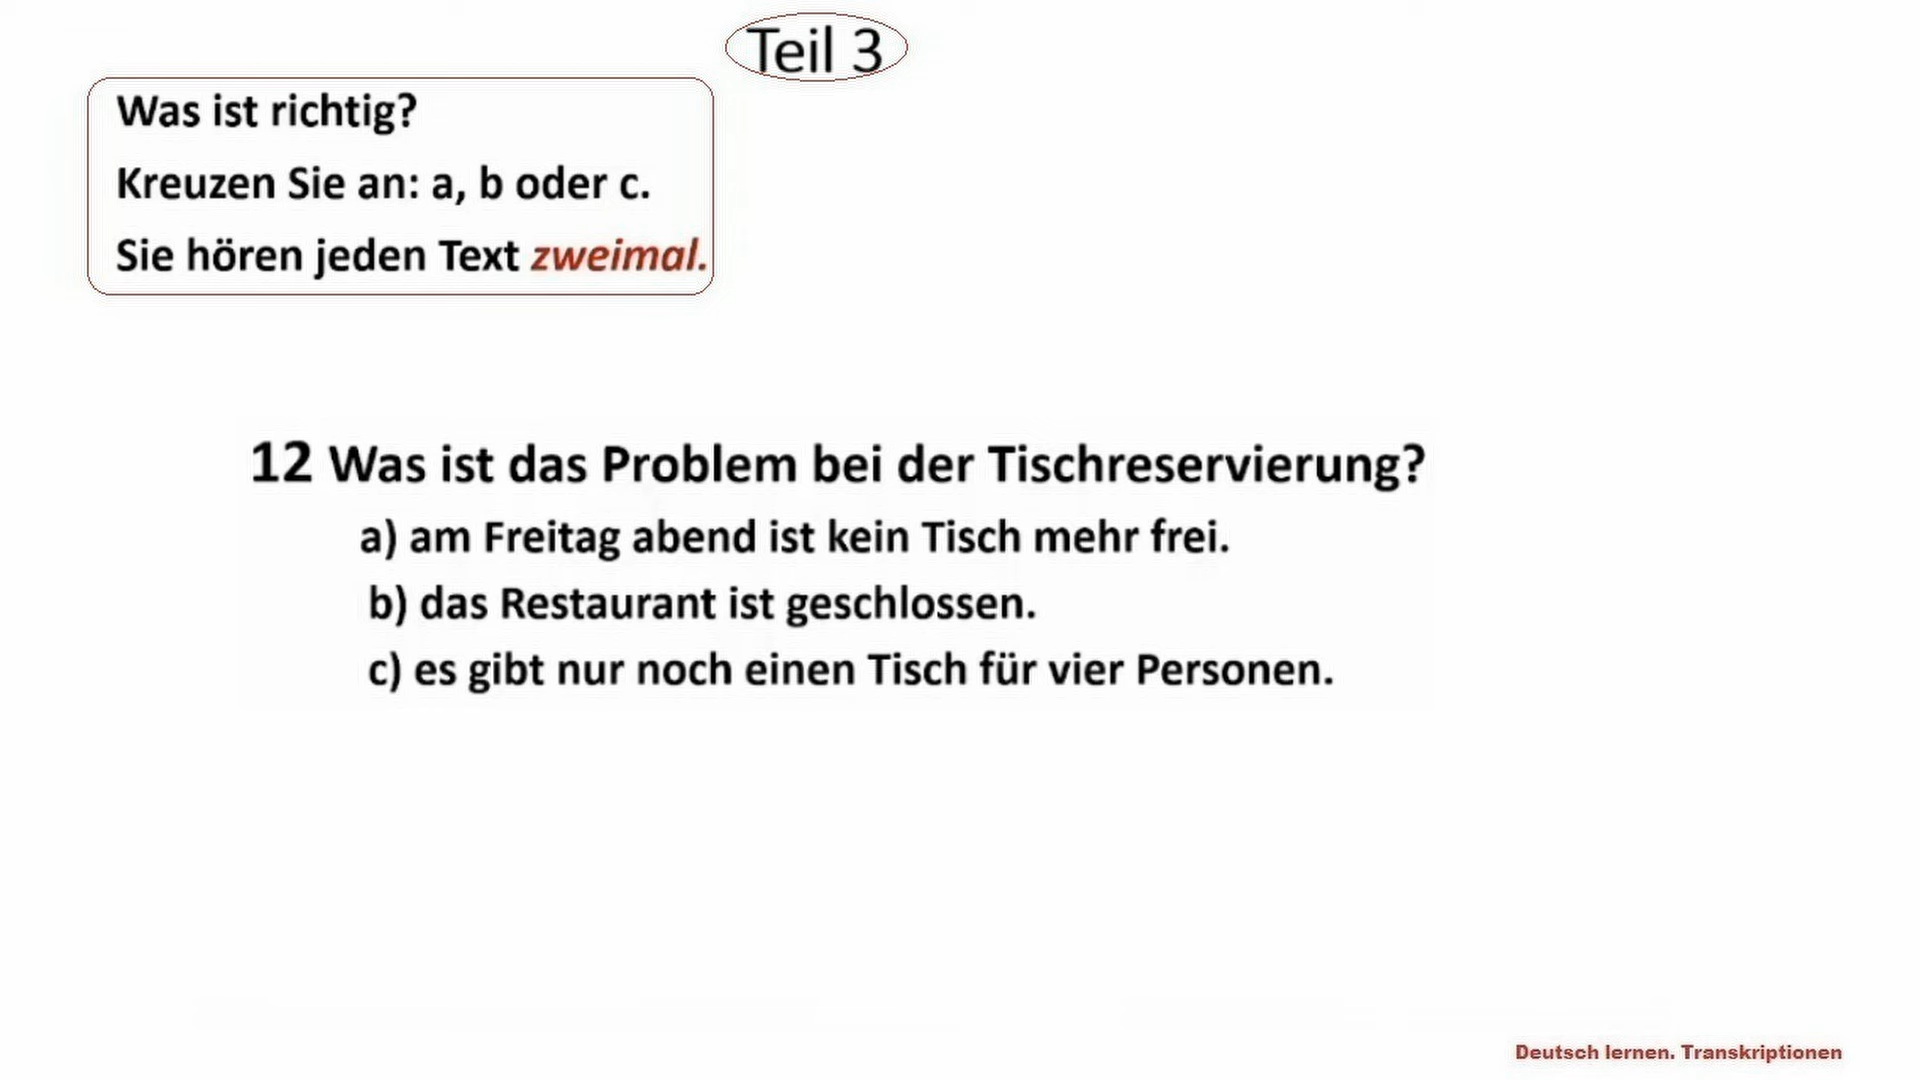 Teil 3
Was ist richtig?
Kreuzen Sie an: a, b oder c.
Sie hören jeden Text zweimal.
12 Was ist das Problem bei der Tischreservierung?
a) am Freitag abend ist kein Tisch mehr frei.
b) das Restaurant ist geschlossen.
c) es gibt nur noch einen Tisch für vier Personen.
Deutsch lernen. Transkriptionen